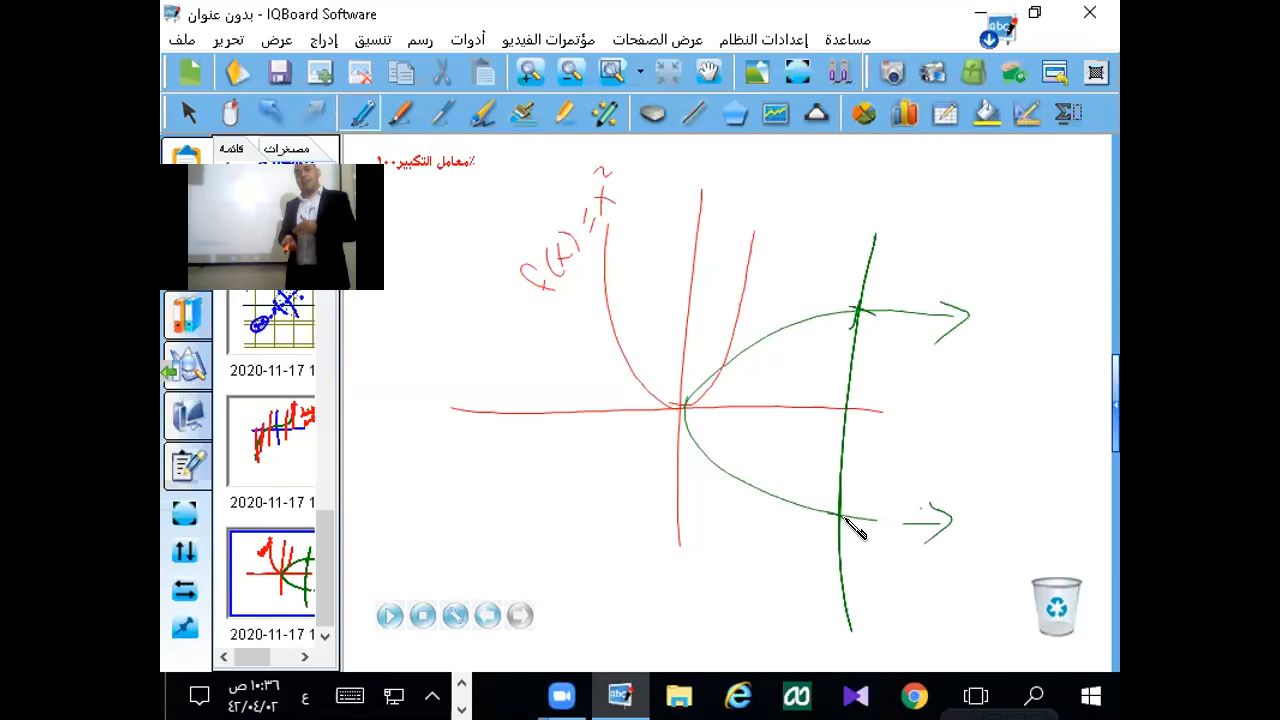 بدون عنوان - IQBoard Software
ملف تحرير عرض إدراج تنسيق رسم أدوات مؤتمرات الفيديو عرض الصفحات إعدادات النظام مساعدة
قائمة مصغرات
معامل التكبير١٠٠٪
f(x) = x²
2020-11-17 1
2020-11-17 1
2020-11-17 1
abc
abc
١٠:٣٦ ص
ع
٤٢/٠٤/٠٢